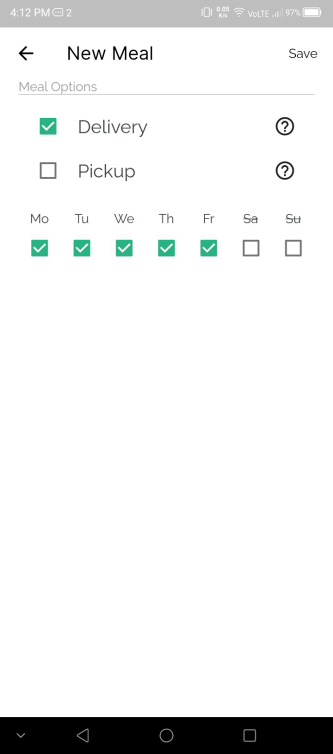 4:12 PM 2 0.05 K/s VoLTE 97%
New Meal Save
Meal Options
Delivery
Pickup
Mo Tu We Th Fr Sa Su